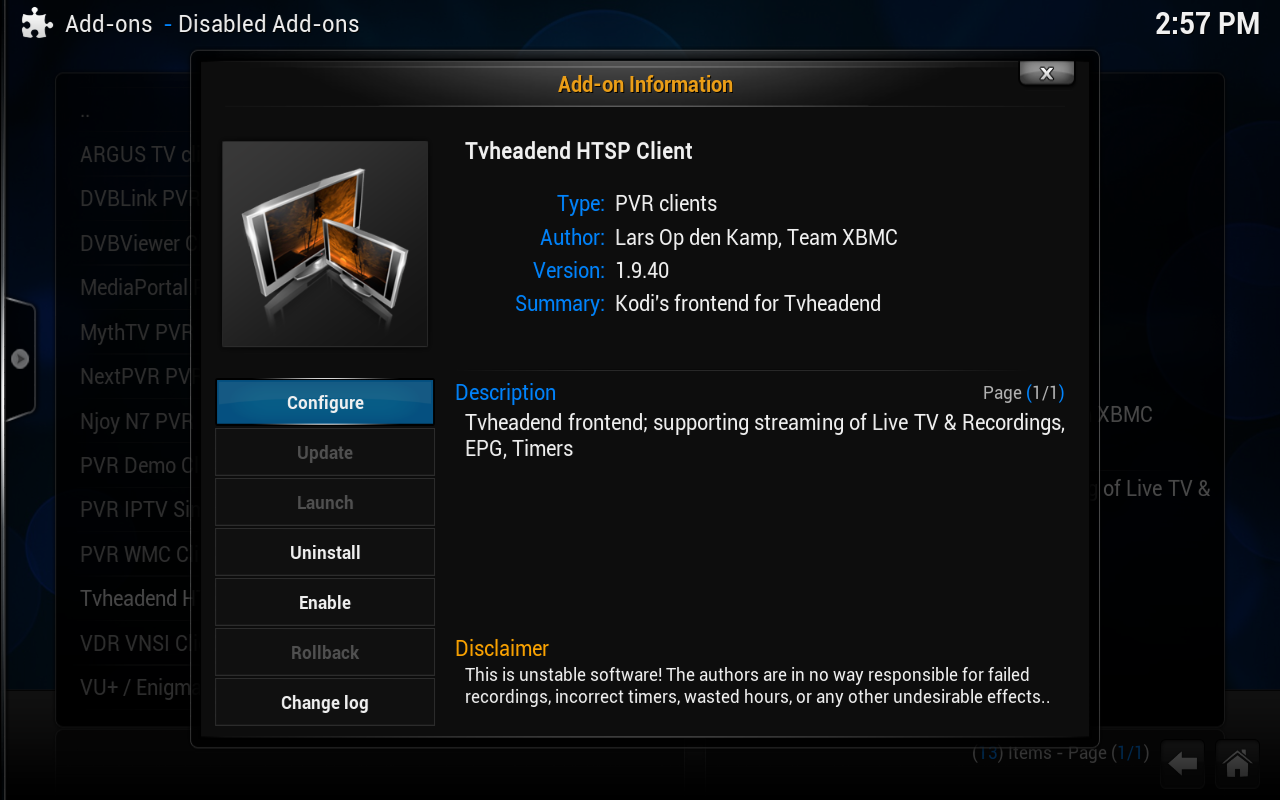 Add-ons - Disabled Add-ons
2:57 PM
Add-on Information
x
..
ARGUS TV
DVBLink PVR
DVBViewer
MediaPortal
MythTV PVR
NextPVR
Njoy N7 PVR
PVR Demo
PVR IPTV
PVR WMC
Tvheadend
VDR VNSI
VU+ / Enigm
Tvheadend HTSP Client
Type: PVR clients
Author: Lars Op den Kamp, Team XBMC
Version: 1.9.40
Summary: Kodi's frontend for Tvheadend
Configure
Update
Launch
Uninstall
Enable
Rollback
Change log
Description
Page (1/1)
Tvheadend frontend; supporting streaming of Live TV & Recordings,
EPG, Timers
Disclaimer
This is unstable software! The authors are in no way responsible for failed
recordings, incorrect timers, wasted hours, or any other undesirable effects..
XBMC
of Live TV &
(13) Items - Page (1/1)